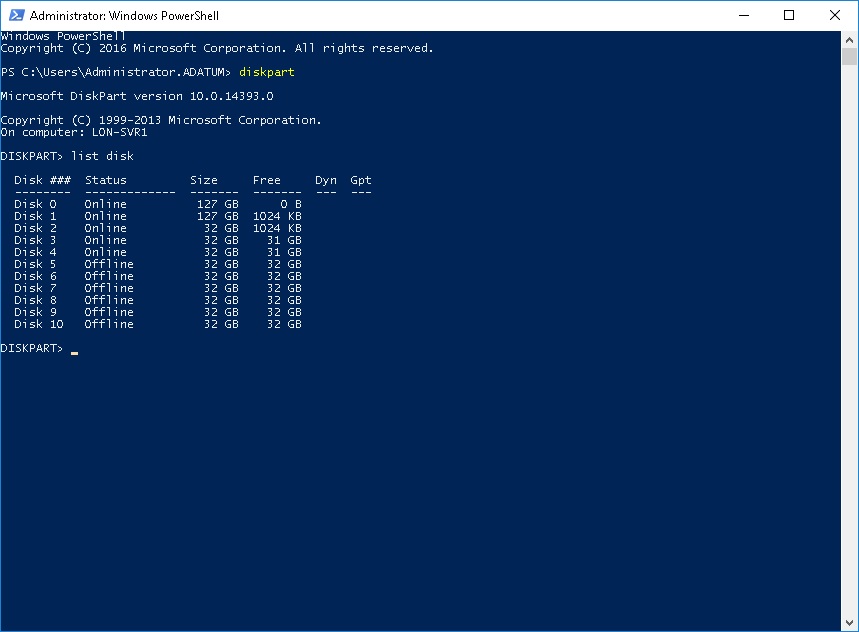 Administrator: Windows PowerShell
Windows PowerShell
Copyright (C) 2016 Microsoft Corporation. All rights reserved.
PS C:\Users\Administrator.ADATUM> diskpart
Microsoft DiskPart version 10.0.14393.0
Copyright (C) 1999-2013 Microsoft Corporation.
On computer: LON-SVR1
DISKPART> list disk
  Disk ###  Status         Size     Free     Dyn  Gpt
  --------  -------------  -------  -------  ---  ---
  Disk 0    Online          127 GB      0 B
  Disk 1    Online          127 GB  1024 KB
  Disk 2    Online           32 GB  1024 KB
  Disk 3    Online           32 GB    31 GB
  Disk 4    Online           32 GB    31 GB
  Disk 5    Offline          32 GB    32 GB
  Disk 6    Offline          32 GB    32 GB
  Disk 7    Offline          32 GB    32 GB
  Disk 8    Offline          32 GB    32 GB
  Disk 9    Offline          32 GB    32 GB
  Disk 10   Offline          32 GB    32 GB
DISKPART> _